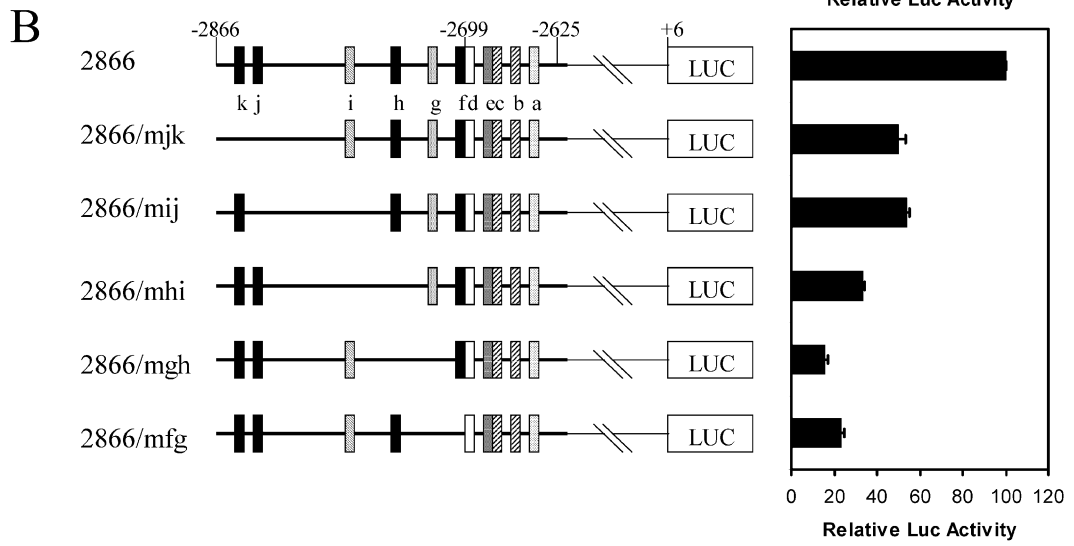 Relative Luc Activity
B
-2866 -2699 -2625 +6
2866 LUC
k j i h g f d e c b a
2866/mjk LUC
2866/mij LUC
2866/mhi LUC
2866/mgh LUC
2866/mfg LUC
0 20 40 60 80 100 120
Relative Luc Activity